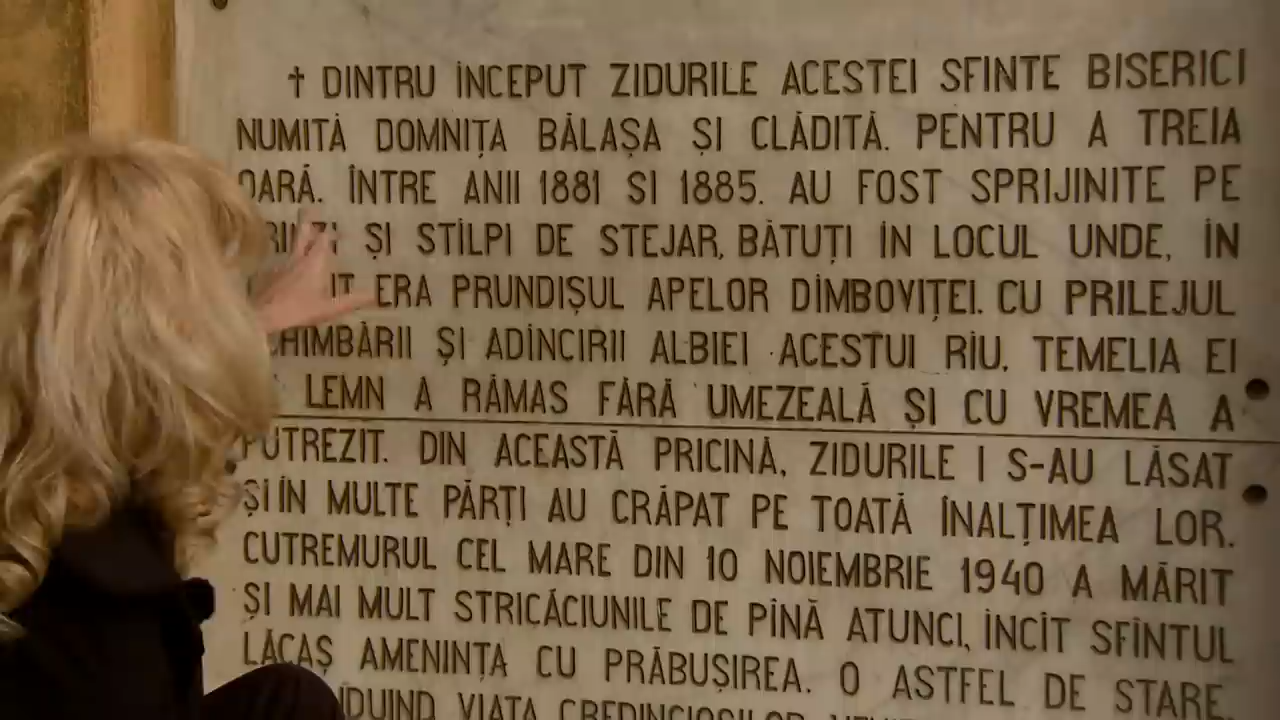 † DINTRU ÎNCEPUT ZIDURILE ACESTEI SFINTE BISERICI
NUMITĂ DOMNIȚA BĂLAȘA ȘI CLĂDITĂ. PENTRU A TREIA
OARĂ. ÎNTRE ANII 1881 SI 1885. AU FOST SPRIJINITE PE
ȘI STÎLPI DE STEJAR, BĂTUȚI ÎN LOCUL UNDE, ÎN
ERA PRUNDIȘUL APELOR DÎMBOVIȚEI. CU PRILEJUL
SCHIMBĂRII ȘI ADÎNCIRII ALBIEI ACESTUI RÎU, TEMELIA EI
LEMN A RĂMAS FĂRĂ UMEZEALĂ ȘI CU VREMEA A
PUTREZIT. DIN ACEASTĂ PRICINĂ, ZIDURILE I S-AU LĂSAT
ȘI ÎN MULTE PĂRȚI AU CRĂPAT PE TOATĂ ÎNALȚIMEA LOR.
CUTREMURUL CEL MARE DIN 10 NOIEMBRIE 1940 A MĂRIT
ȘI MAI MULT STRICĂCIUNILE DE PÎNĂ ATUNCI, ÎNCÎT SFÎNTUL
LĂCAȘ AMENINȚA CU PRĂBUȘIREA. O ASTFEL DE STARE,
VIAȚA CREDINCIOȘILOR